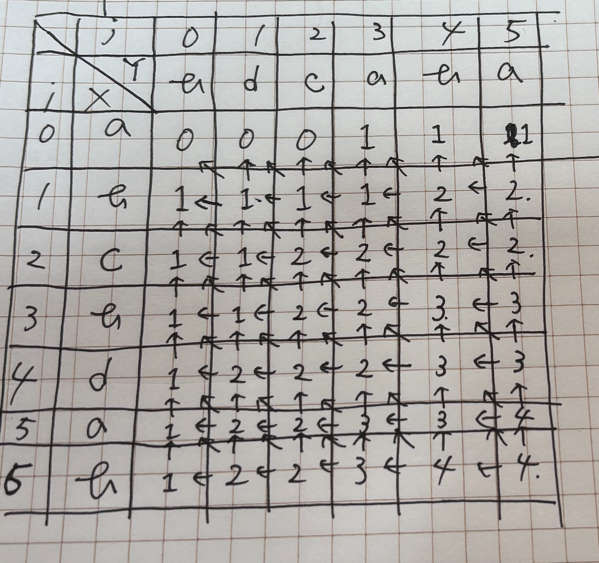 j 0 1 2 3 4 5
i X Y b d c a b a
0 a 0 0 0 1 1 1
1 b 1 ← 1 ← 1 ← 1 ← 2 ← 2.
2 c 1 ← 1 ← 2 ← 2 ← 2 ← 2.
3 b 1 ← 1 ← 2 ← 2 ← 3 ← 3
4 d 1 ← 2 ← 2 ← 2 ← 3 ← 3
5 a 1 ← 2 ← 2 ← 3 ← 3 ← 4
6 b 1 ← 2 ← 2 ← 3 ← 4 ← 4.